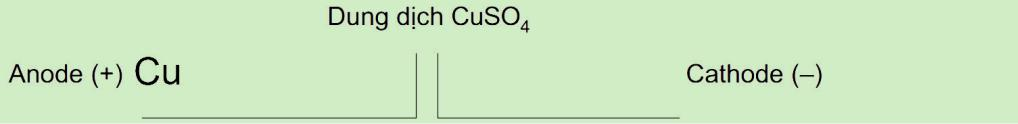 Dung dịch CuSO₄
Anode (+) Cu Cathode (–)